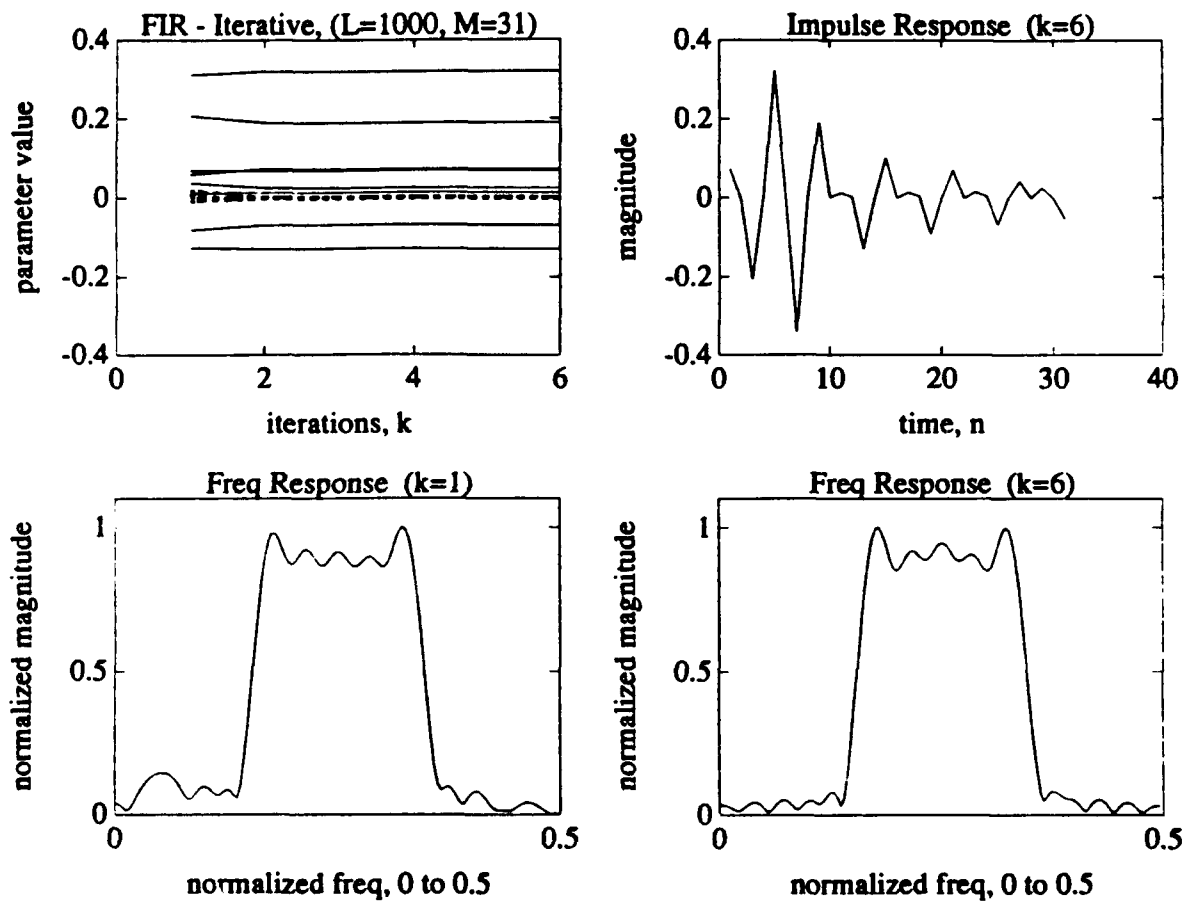 FIR - Iterative, (L=1000, M=31)
0.4
0.2
0
-0.2
-0.4
0
2
4
6
parameter value
iterations, k
Impulse Response (k=6)
0.4
0.2
0
-0.2
-0.4
0
10
20
30
40
magnitude
time, n
Freq Response (k=1)
1
0.5
0
0
0.5
normalized magnitude
normalized freq, 0 to 0.5
Freq Response (k=6)
1
0.5
0
0
0.5
normalized magnitude
normalized freq, 0 to 0.5